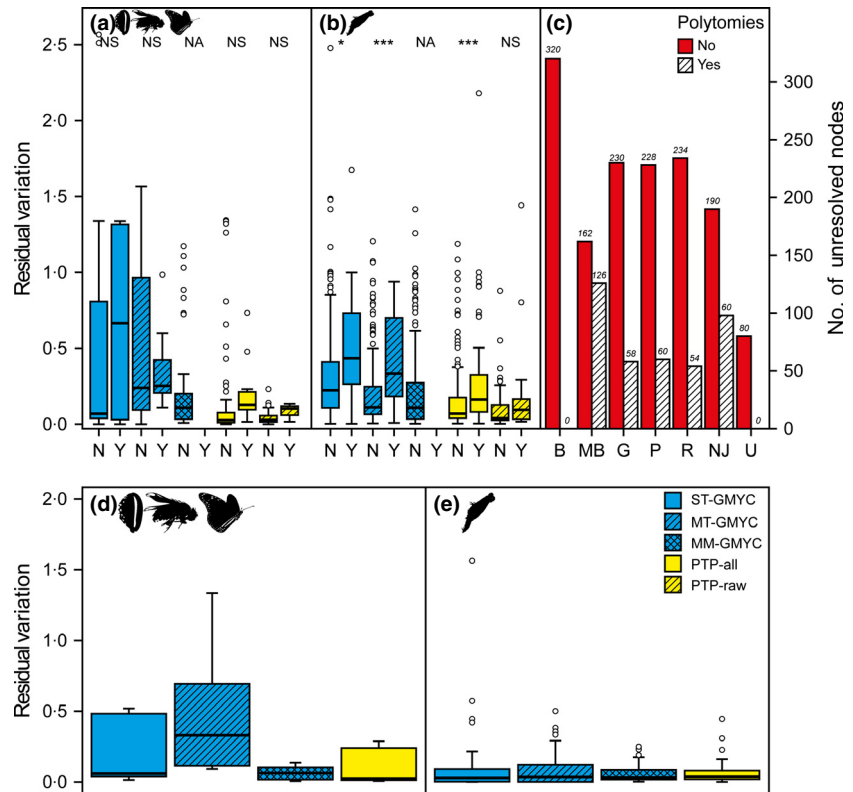 (a)
NS NS NA NS NS
(b)
* *** NA *** NS
(c)
Polytomies
No
Yes
Residual variation
2·5
2·0
1·5
1·0
0·5
0·0
N Y N Y N Y N Y N Y
N Y N Y N Y N Y N Y
320 0 162 126 230 58 228 60 234 54 190 60 80 0
B MB G P R NJ U
300
250
200
150
100
50
0
No. of unresolved nodes
(d)
(e)
ST-GMYC
MT-GMYC
MM-GMYC
PTP-all
PTP-raw
Residual variation
2·0
1·5
1·0
0·5
0·0